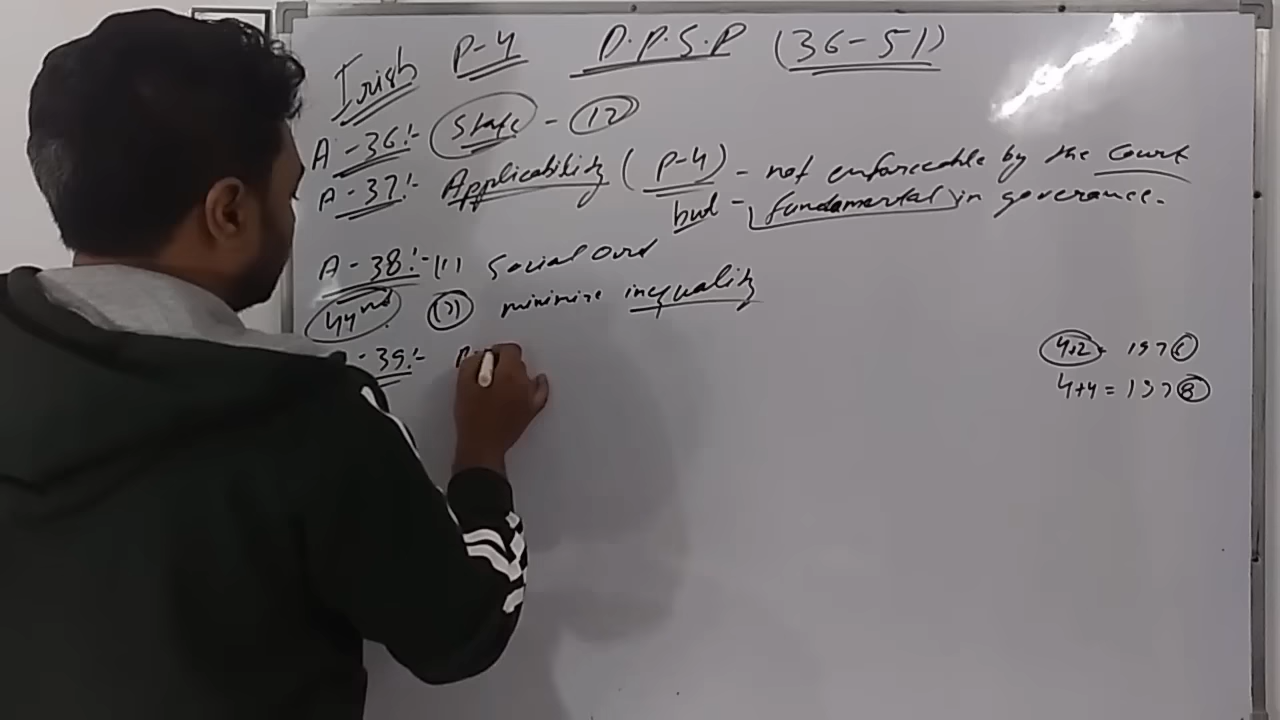 Irish P-4 D.P.S.P (36-51)
A-36:- State - 12
A-37:- Applicability (P-4) - not enforceable by the Court
but - fundamental in goverance.
A-38:- (1) Social Ord
44nd (2) minimize inequality
-39:- P
42 - 1976
44 = 1978